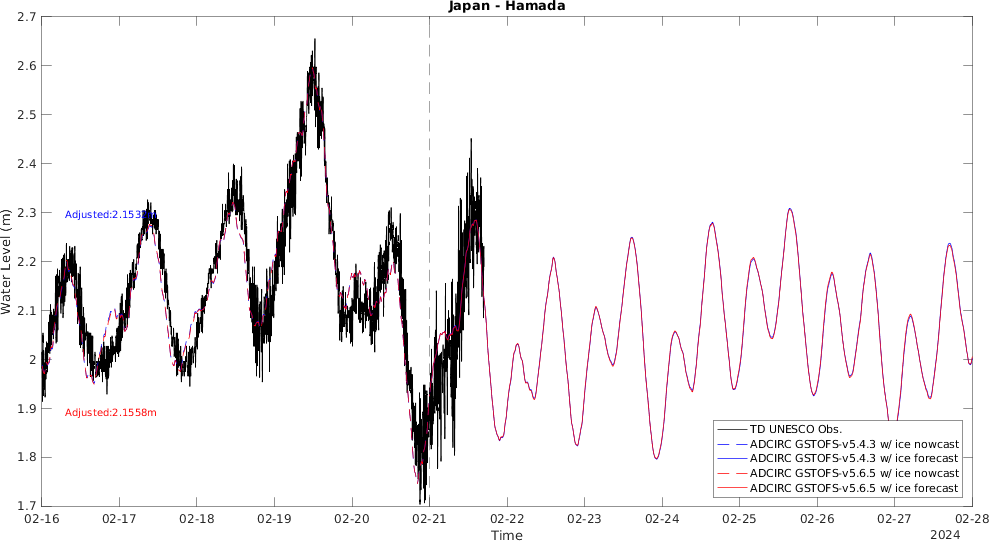 Japan - Hamada
2.7
2.6
2.5
2.4
2.3
2.2
2.1
2
1.9
1.8
1.7
Water Level (m)
Adjusted:2.153
Adjusted:2.1558m
TD UNESCO Obs.
ADCIRC GSTOFS-v5.4.3 w/ ice nowcast
ADCIRC GSTOFS-v5.4.3 w/ ice forecast
ADCIRC GSTOFS-v5.6.5 w/ ice nowcast
ADCIRC GSTOFS-v5.6.5 w/ ice forecast
02-16 02-17 02-18 02-19 02-20 02-21 02-22 02-23 02-24 02-25 02-26 02-27 02-28
Time
2024